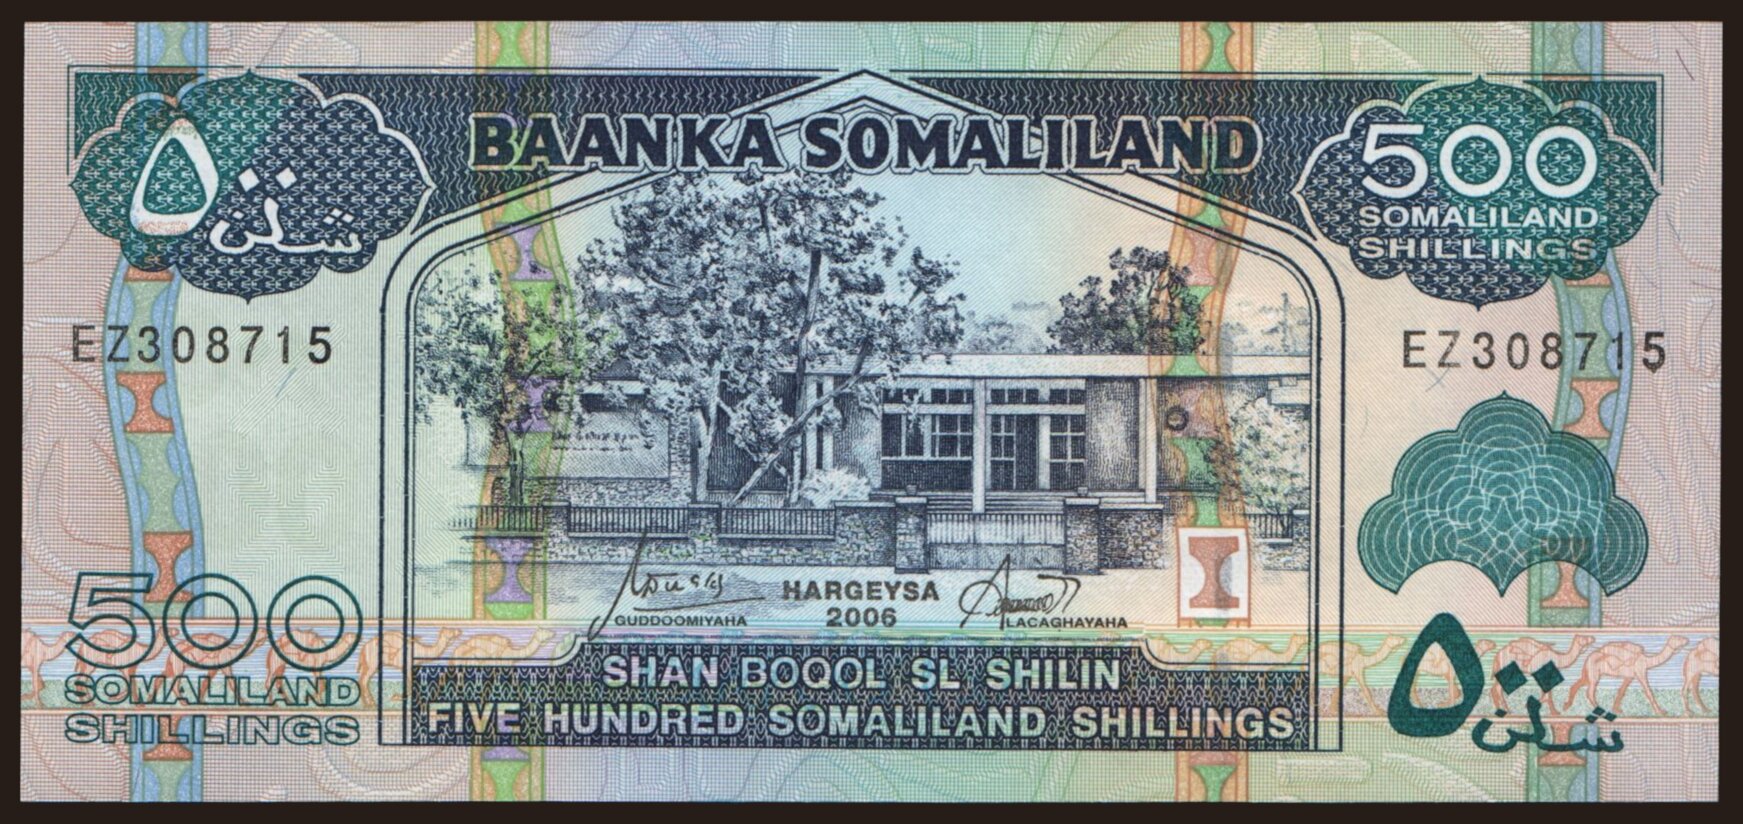 BAANKA SOMALILAND
٥٠٠
شلن
500
SOMALILAND
SHILLINGS
EZ308715
EZ308715
HARGEYSA
2006
GUDDOOMIYAHA
LACAGHAYAHA
500
SOMALILAND
SHILLINGS
SHAN BOQOL SL SHILIN
FIVE HUNDRED SOMALILAND SHILLINGS
٥٠٠
شلن